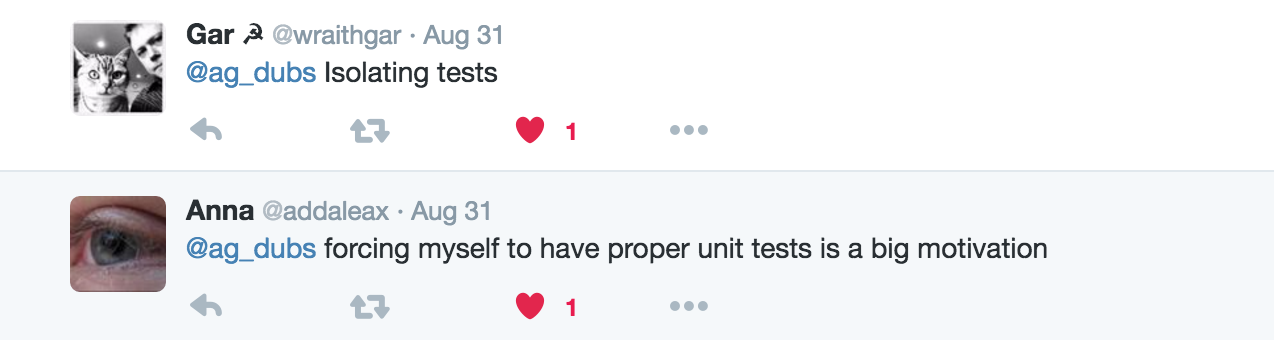 Gar ☭ @wraithgar · Aug 31
@ag_dubs Isolating tests
1
Anna @addaleax · Aug 31
@ag_dubs forcing myself to have proper unit tests is a big motivation
1